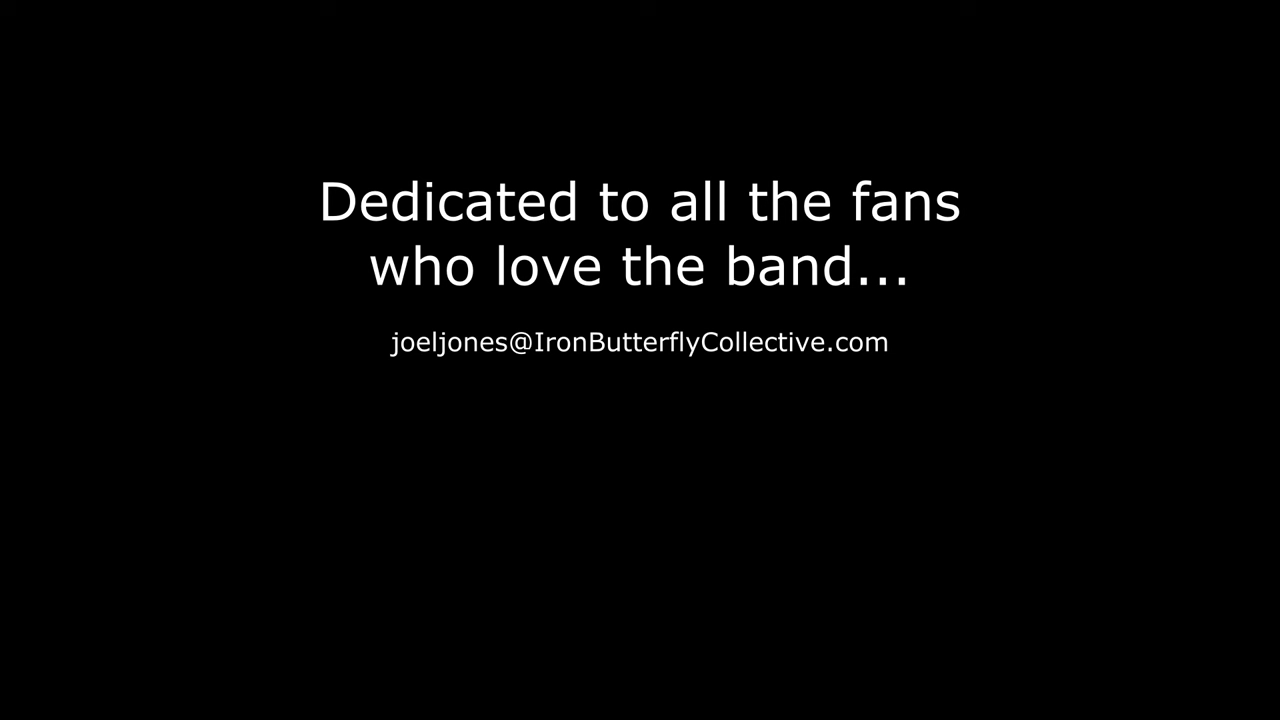 Dedicated to all the fans
who love the band...
joeljones@IronButterflyCollective.com